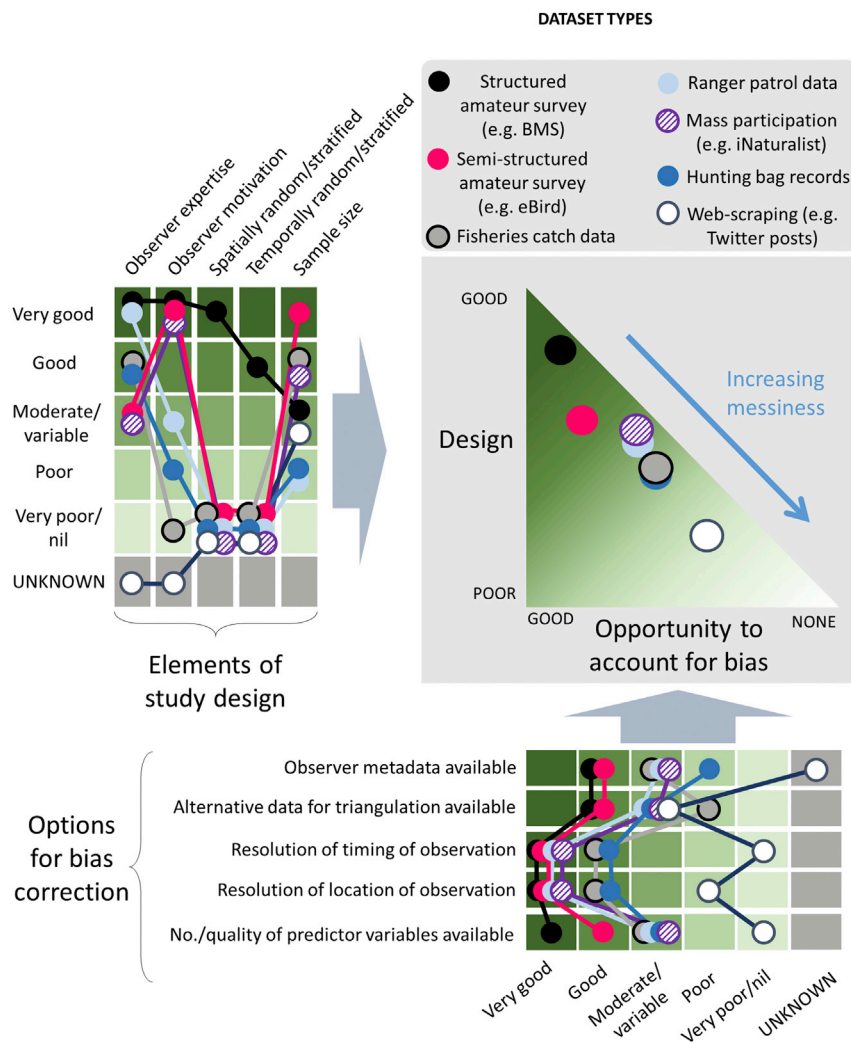 DATASET TYPES
Structured
amateur survey
(e.g. BMS)
Semi-structured
amateur survey
(e.g. eBird)
Fisheries catch data
Ranger patrol data
Mass participation
(e.g. iNaturalist)
Hunting bag records
Web-scraping (e.g.
Twitter posts)
Observer expertise
Observer motivation
Spatially random/stratified
Temporally random/stratified
Sample size
Very good
Good
Moderate/
variable
Poor
Very poor/
nil
UNKNOWN
Elements of
study design
GOOD
Design
POOR
Increasing
messiness
GOOD
NONE
Opportunity to
account for bias
Options
for bias
correction
Observer metadata available
Alternative data for triangulation available
Resolution of timing of observation
Resolution of location of observation
No./quality of predictor variables available
Very good
Good
Moderate/
variable
Poor
Very poor/nil
UNKNOWN